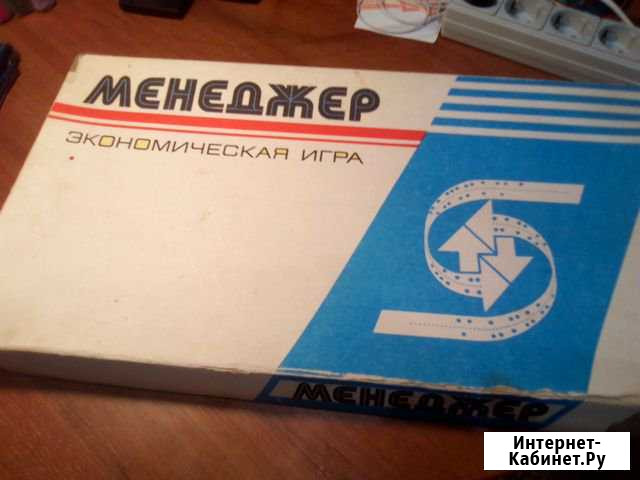 МЕНЕДЖЕР
ЭКОНОМИЧЕСКАЯ ИГРА
МЕНЕДЖЕР
Интернет-
Кабинет.Ру